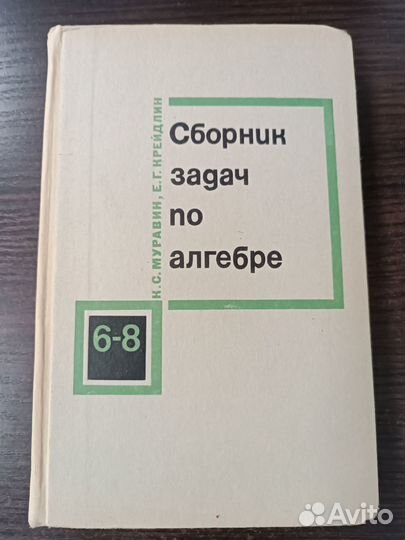 К.С. МУРАВИН, Е.Г. КРЕЙДЛИН
Сборник
задач
по
алгебре
6-8
Avito